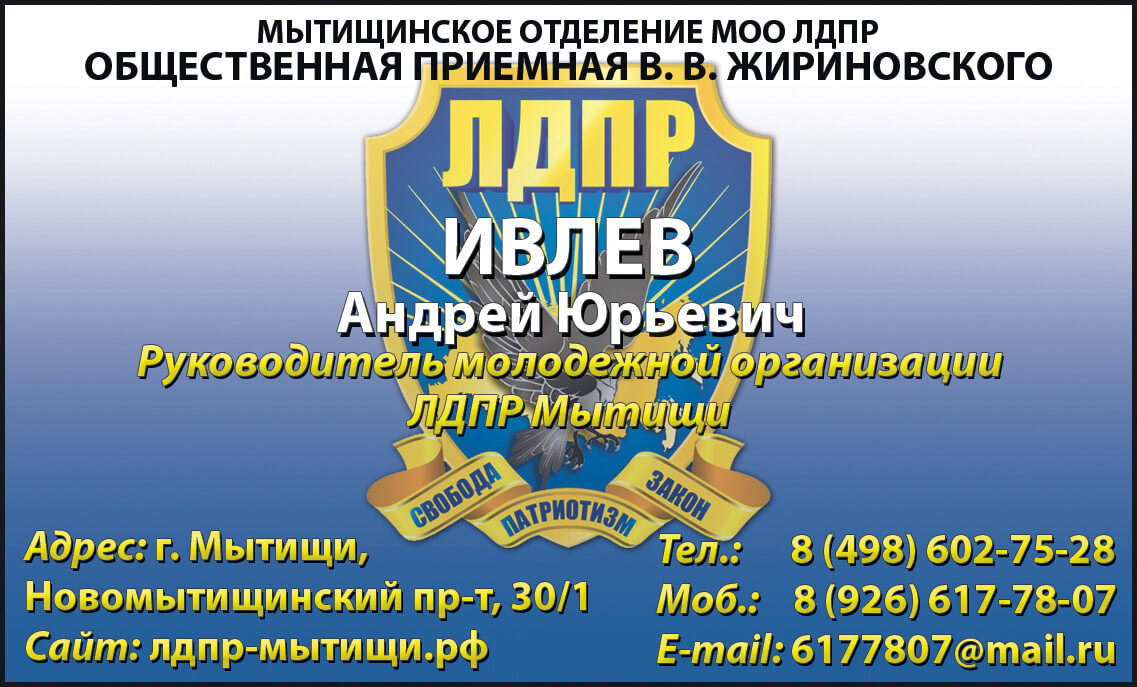 МЫТИЩИНСКОЕ ОТДЕЛЕНИЕ МОО ЛДПР
ОБЩЕСТВЕННАЯ ПРИЕМНАЯ В. В. ЖИРИНОВСКОГО
ЛДПР
ИВЛЕВ
Андрей Юрьевич
Руководитель молодежной организации
ЛДПР Мытищи
СВОБОДА ПАТРИОТИЗМ ЗАКОН
Адрес: г. Мытищи,
Новомытищинский пр-т, 30/1
Сайт: лдпр-мытищи.рф
Тел.: 8 (498) 602-75-28
Моб.: 8 (926) 617-78-07
E-mail: 6177807@mail.ru